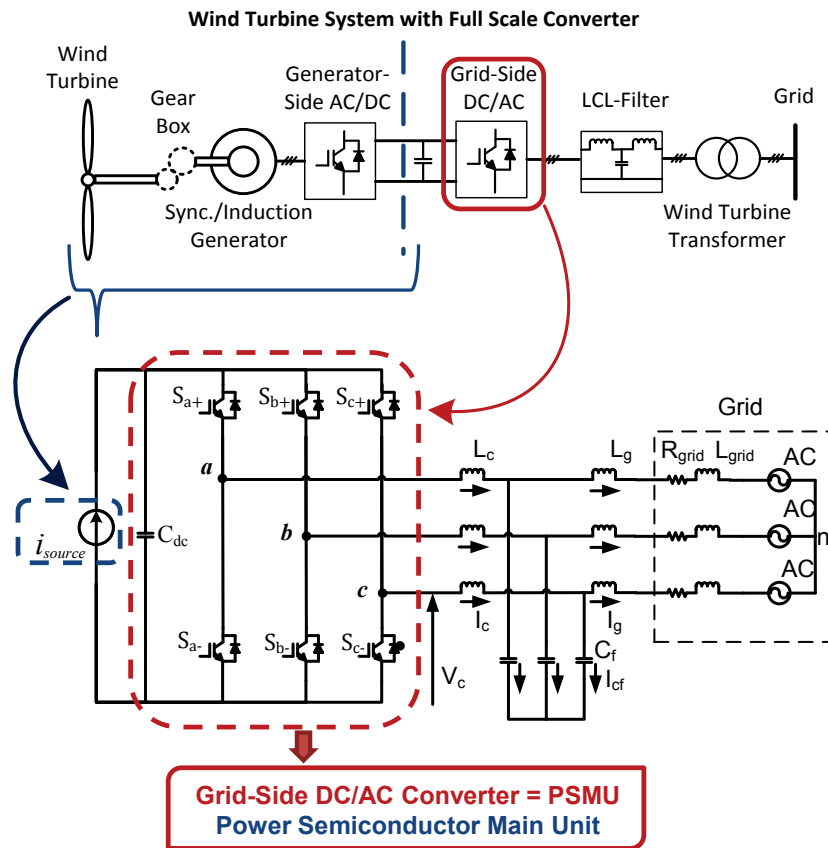 Wind Turbine System with Full Scale Converter
Wind
Turbine
Gear
Box
Generator-
Side AC/DC
Grid-Side
DC/AC
LCL-Filter
Grid
Sync./Induction
Generator
Wind Turbine
Transformer
Sa+
Sb+
Sc+
Grid
Lc
Lg
Rgrid
Lgrid
AC
a
AC
isource
Cdc
b
n
AC
c
Ic
Ig
Sa-
Sb-
Sc-
Vc
Cf
Icf
Grid-Side DC/AC Converter = PSMU
Power Semiconductor Main Unit